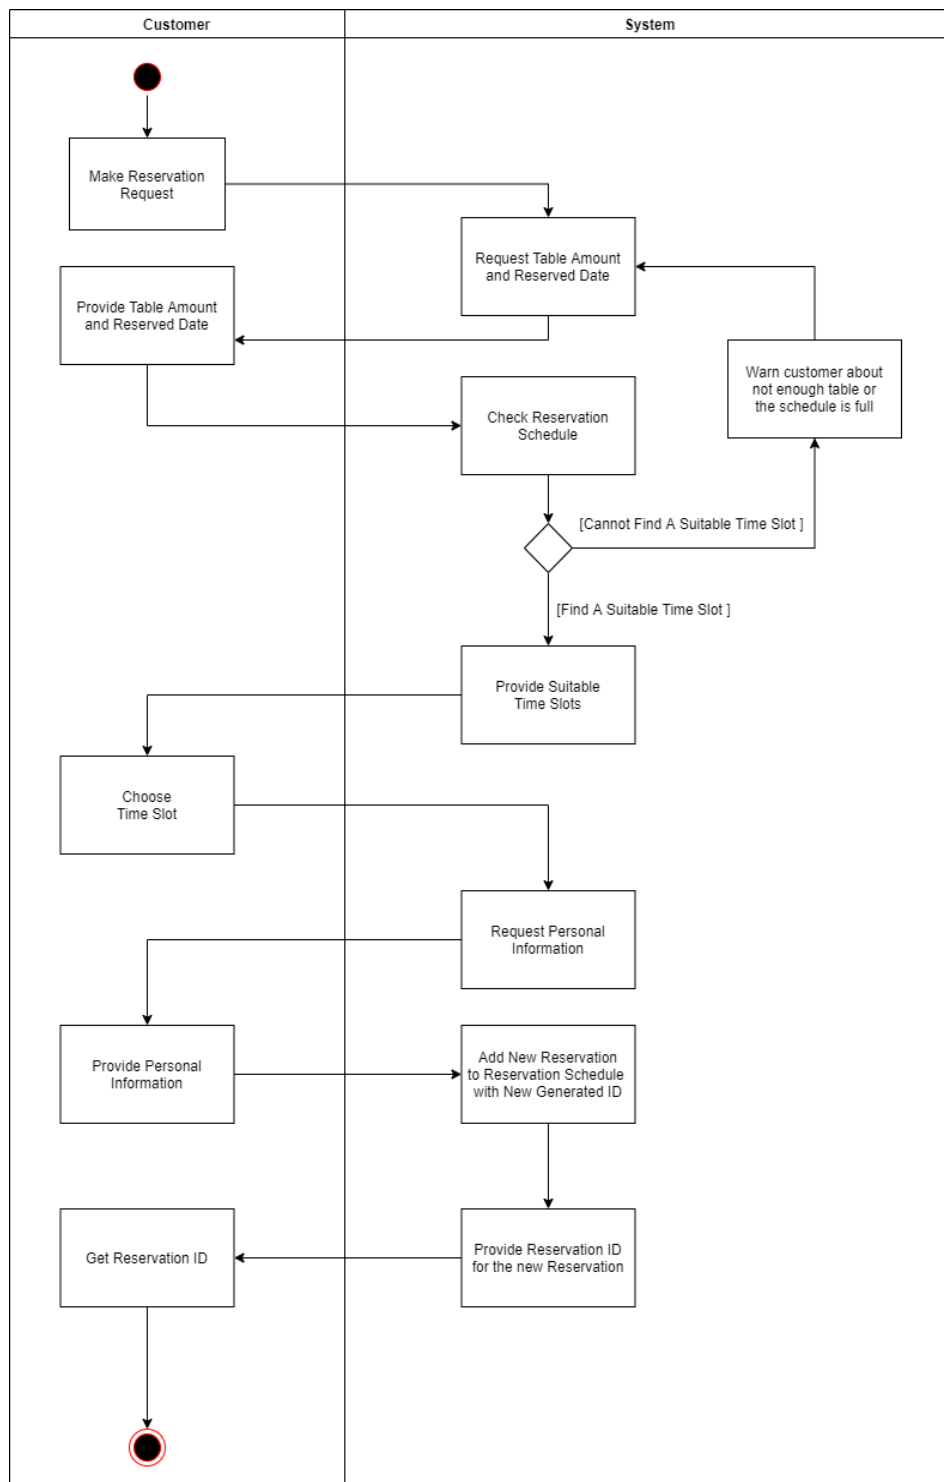 Customer
System
Make Reservation
Request
Request Table Amount
and Reserved Date
Provide Table Amount
and Reserved Date
Warn customer about
not enough table or
the schedule is full
Check Reservation
Schedule
[Cannot Find A Suitable Time Slot ]
[Find A Suitable Time Slot ]
Provide Suitable
Time Slots
Choose
Time Slot
Request Personal
Information
Provide Personal
Information
Add New Reservation
to Reservation Schedule
with New Generated ID
Get Reservation ID
Provide Reservation ID
for the new Reservation